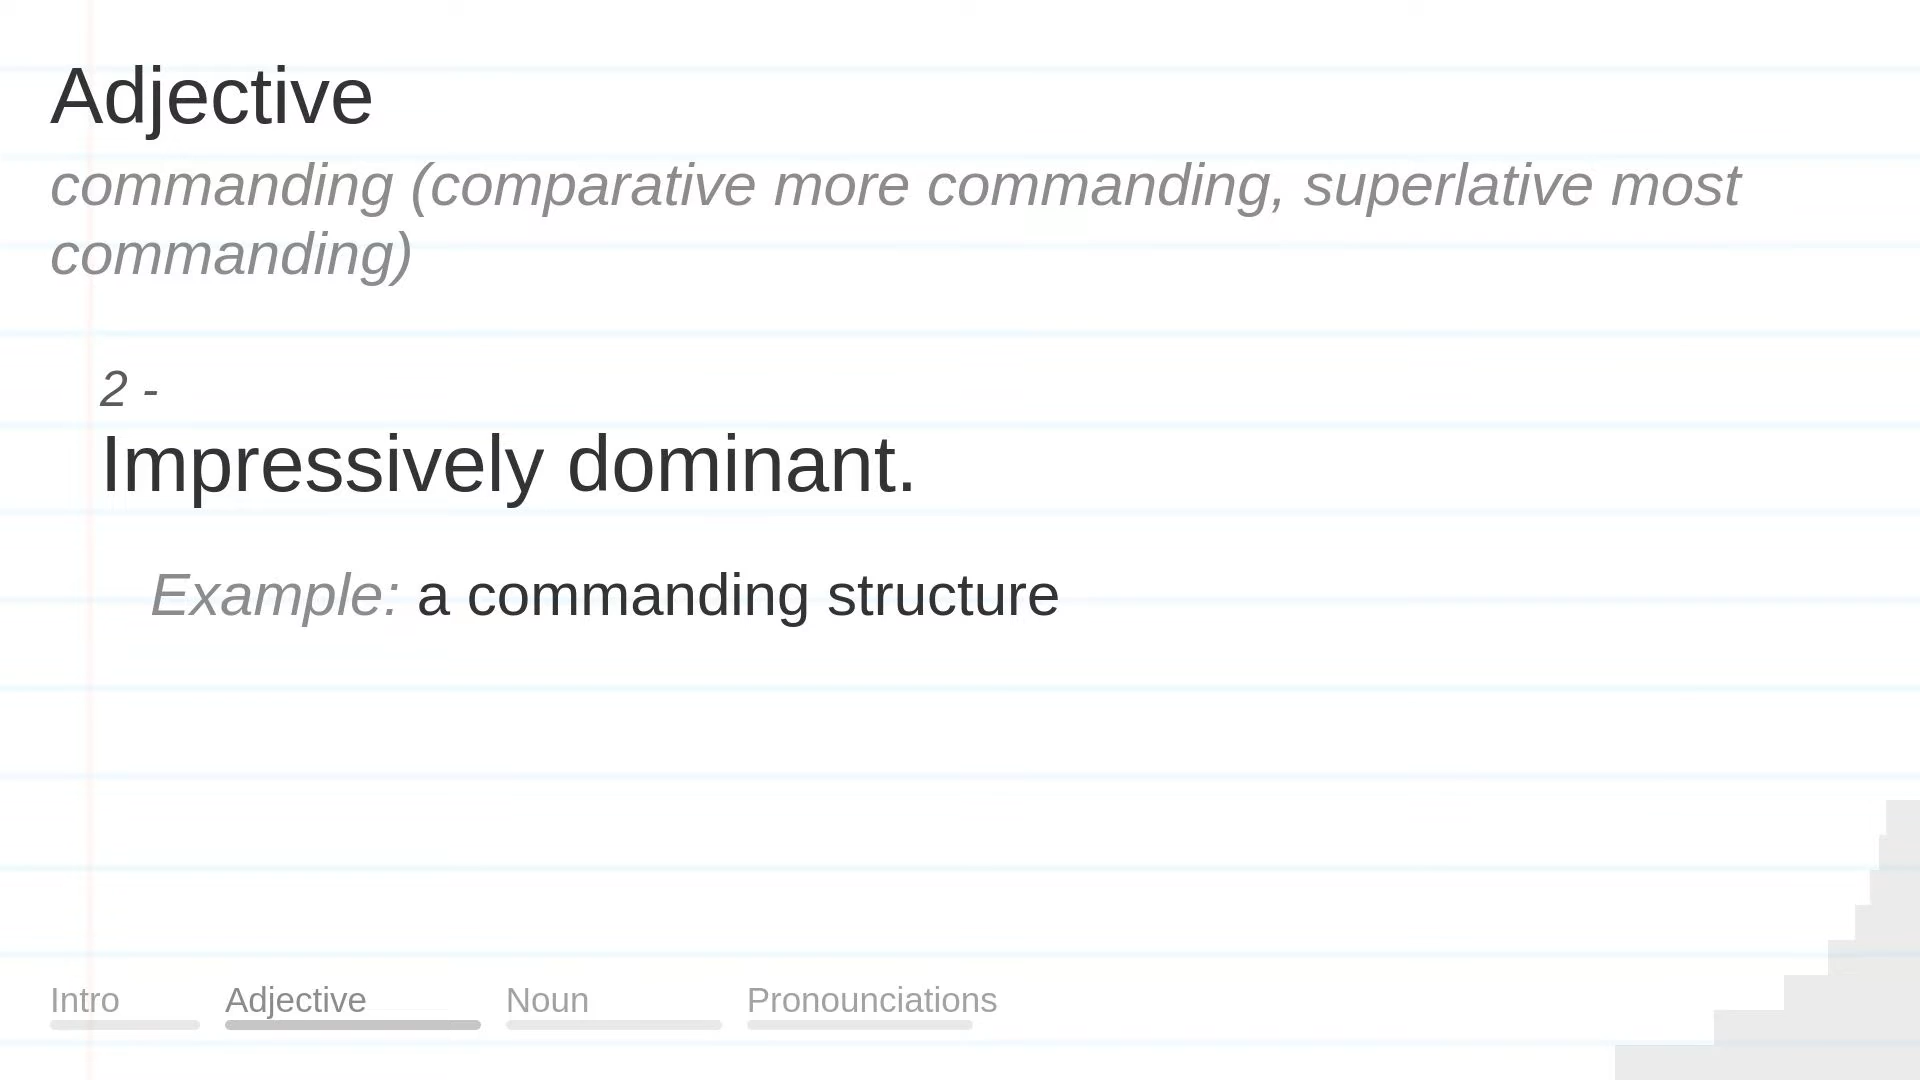 Adjective
commanding (comparative more commanding, superlative most
commanding)
2 -
Impressively dominant.
Example: a commanding structure
Intro Adjective Noun Pronounciations